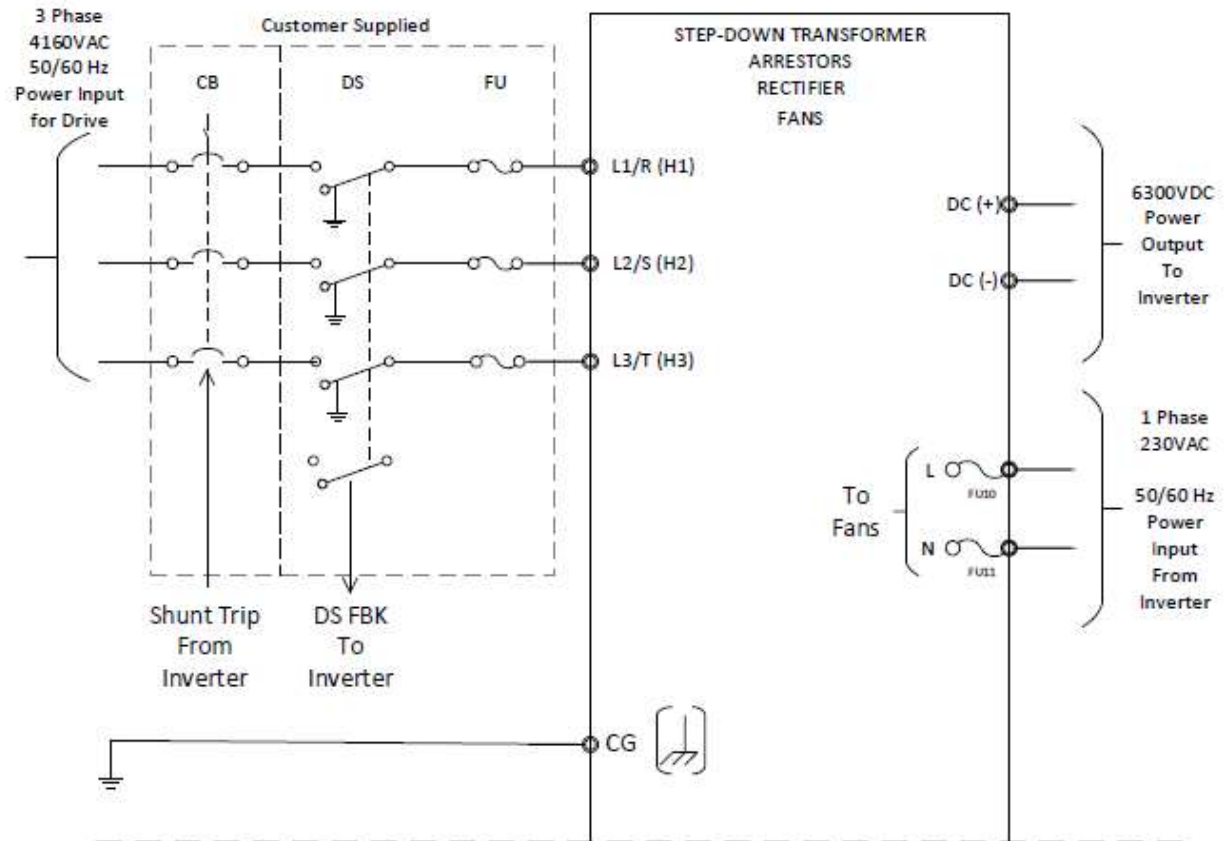 3 Phase
4160VAC
50/60 Hz
Power Input
for Drive
Customer Supplied
CB
DS
FU
STEP-DOWN TRANSFORMER
ARRESTORS
RECTIFIER
FANS
L1/R (H1)
L2/S (H2)
L3/T (H3)
DC (+)
DC (-)
6300VDC
Power
Output
To
Inverter
1 Phase
230VAC
50/60 Hz
Power
Input
From
Inverter
To
Fans
L
FU10
N
FU11
Shunt Trip
From
Inverter
DS FBK
To
Inverter
CG